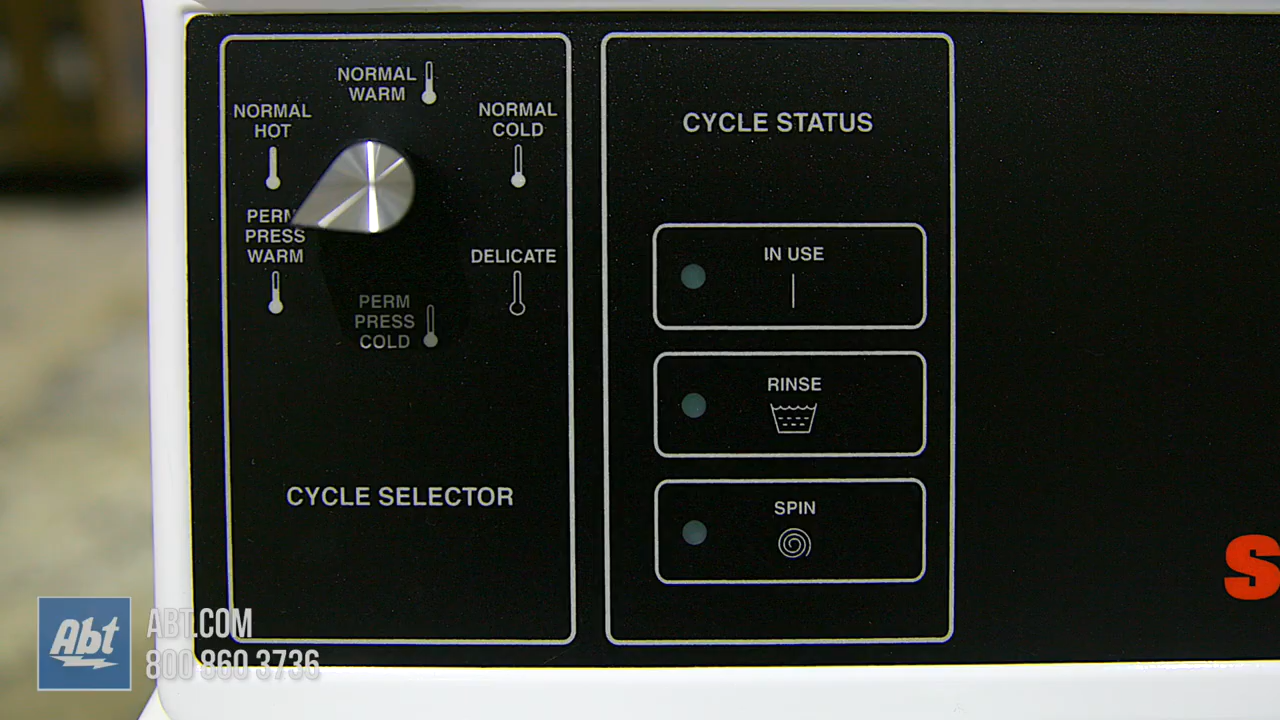 NORMAL
WARM
NORMAL
HOT
NORMAL
COLD
PERM
PRESS
WARM
DELICATE
PERM
PRESS
COLD
CYCLE SELECTOR
CYCLE STATUS
IN USE
RINSE
SPIN
S
Abt
ABT.COM
800 860 3736